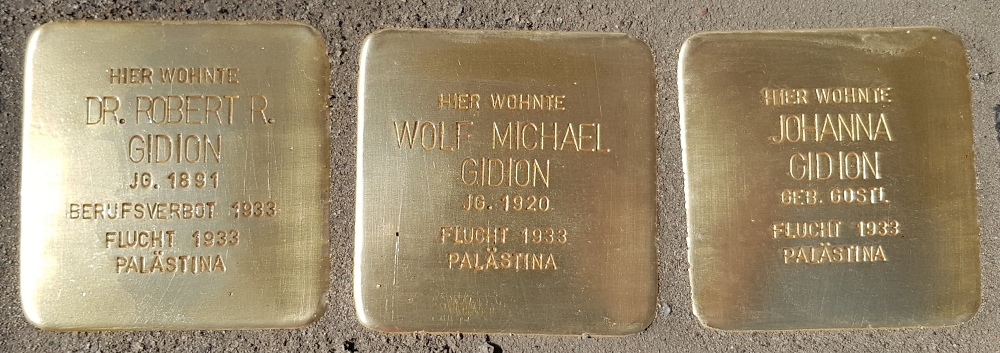 HIER WOHNTE
DR. ROBERT R.
GIDION
JG. 1891
BERUFSVERBOT 1933
FLUCHT 1933
PALÄSTINA
HIER WOHNTE
WOLF MICHAEL
GIDION
JG. 1920
FLUCHT 1933
PALÄSTINA
HIER WOHNTE
JOHANNA
GIDION
GEB. GOSTL
FLUCHT 1933
PALÄSTINA